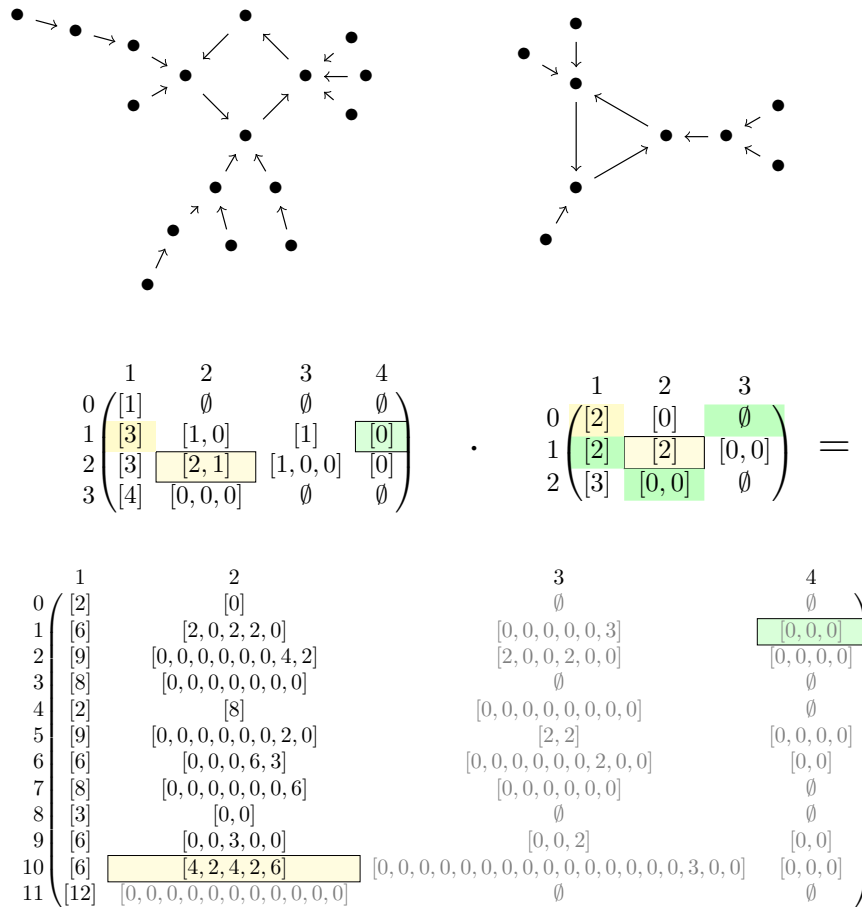 1 2 3 4
0 [1] ∅ ∅ ∅
1 [3] [1, 0] [1] [0]
2 [3] [2, 1] [1, 0, 0] [0]
3 [4] [0, 0, 0] ∅ ∅
·
1 2 3
0 [2] [0] ∅
1 [2] [2] [0, 0]
2 [3] [0, 0] ∅
=
1 2 3 4
0 [2] [0] ∅ ∅
1 [6] [2, 0, 2, 2, 0] [0, 0, 0, 0, 0, 3] [0, 0, 0]
2 [9] [0, 0, 0, 0, 0, 0, 4, 2] [2, 0, 0, 2, 0, 0] [0, 0, 0, 0]
3 [8] [0, 0, 0, 0, 0, 0, 0] ∅ ∅
4 [2] [8] [0, 0, 0, 0, 0, 0, 0, 0] ∅
5 [9] [0, 0, 0, 0, 0, 0, 2, 0] [2, 2] [0, 0, 0, 0]
6 [6] [0, 0, 0, 6, 3] [0, 0, 0, 0, 0, 0, 2, 0, 0] [0, 0]
7 [8] [0, 0, 0, 0, 0, 0, 6] [0, 0, 0, 0, 0, 0] ∅
8 [3] [0, 0] ∅ ∅
9 [6] [0, 0, 3, 0, 0] [0, 0, 2] [0, 0]
10 [6] [4, 2, 4, 2, 6] [0, 0, 0, 0, 0, 0, 0, 0, 0, 0, 0, 0, 0, 0, 0, 3, 0, 0] [0, 0, 0]
11 [12] [0, 0, 0, 0, 0, 0, 0, 0, 0, 0, 0] ∅ ∅